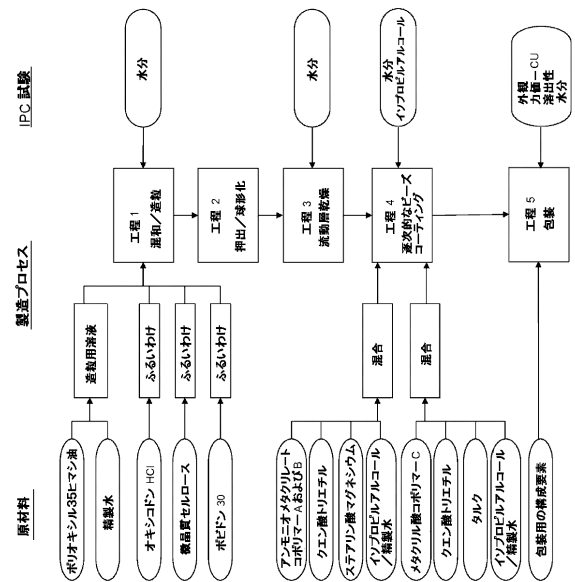 原材料
製造プロセス
IPC 試験
ポリオキシル35ヒマシ油
精製水
造粒用溶液
オキシコドン HCl
ふるいわけ
微晶質セルロース
ふるいわけ
ポビドン 30
ふるいわけ
工程 1
混和／造粒
水分
工程 2
押出／球形化
工程 3
流動層乾燥
水分
アンモニオメタクリレート
コポリマー A および B
クエン酸トリエチル
ステアリン酸マグネシウム
イソプロピルアルコール
／精製水
混合
メタクリル酸コポリマー C
クエン酸トリエチル
タルク
イソプロピルアルコール
／精製水
混合
工程 4
逐次的なビーズ
コーティング
水分
イソプロピルアルコール
包装用の構成要素
工程 5
包装
外観
力価－CU
溶出性
水分